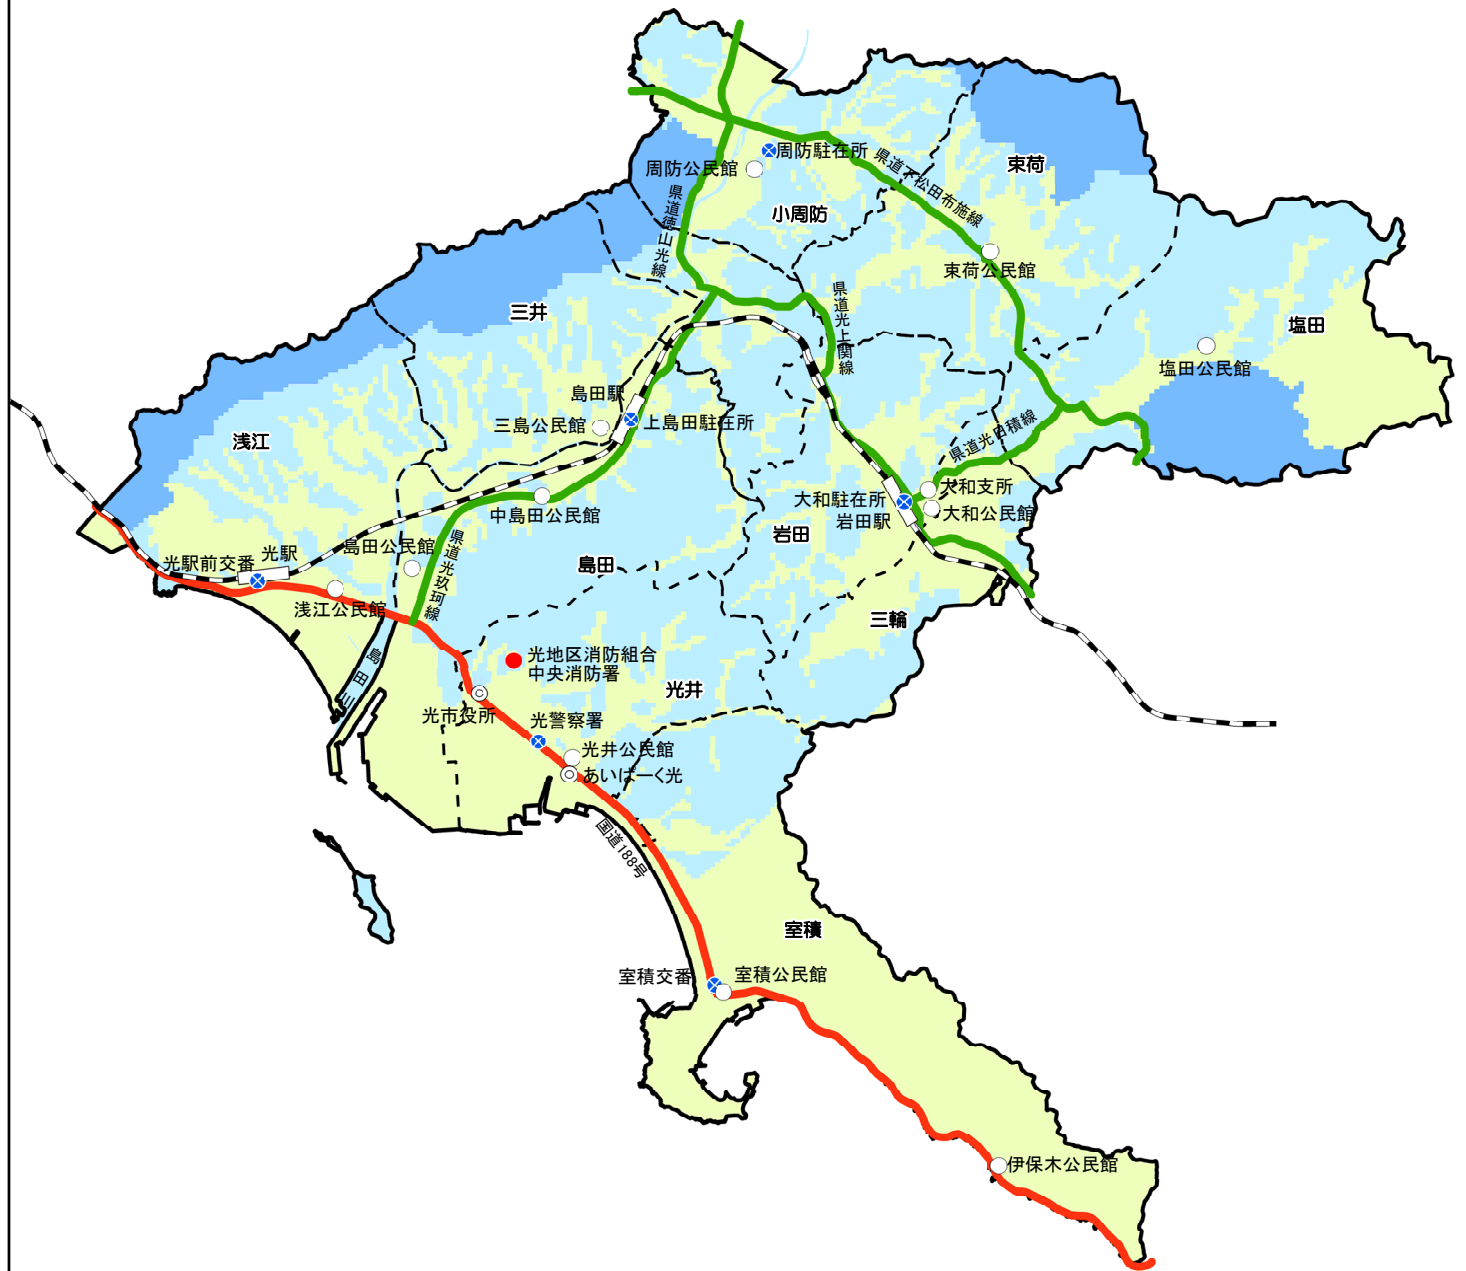 周防駐在所
周防公民館
県道下松田布施線
束荷
小周防
県道徳山光線
束荷公民館
三井
県道光上関線
塩田
塩田公民館
島田駅
三島公民館
上島田駐在所
浅江
県道光日積線
大和支所
大和駐在所
大和公民館
岩田駅
中島田公民館
岩田
島田公民館
県道光玖珂線
光駅
光駅前交番
島田
浅江公民館
三輪
島田
光地区消防組合
中央消防署
光井
光市役所
光警察署
光井公民館
あいぱーく光
国道188号
室積
室積交番
室積公民館
伊保木公民館